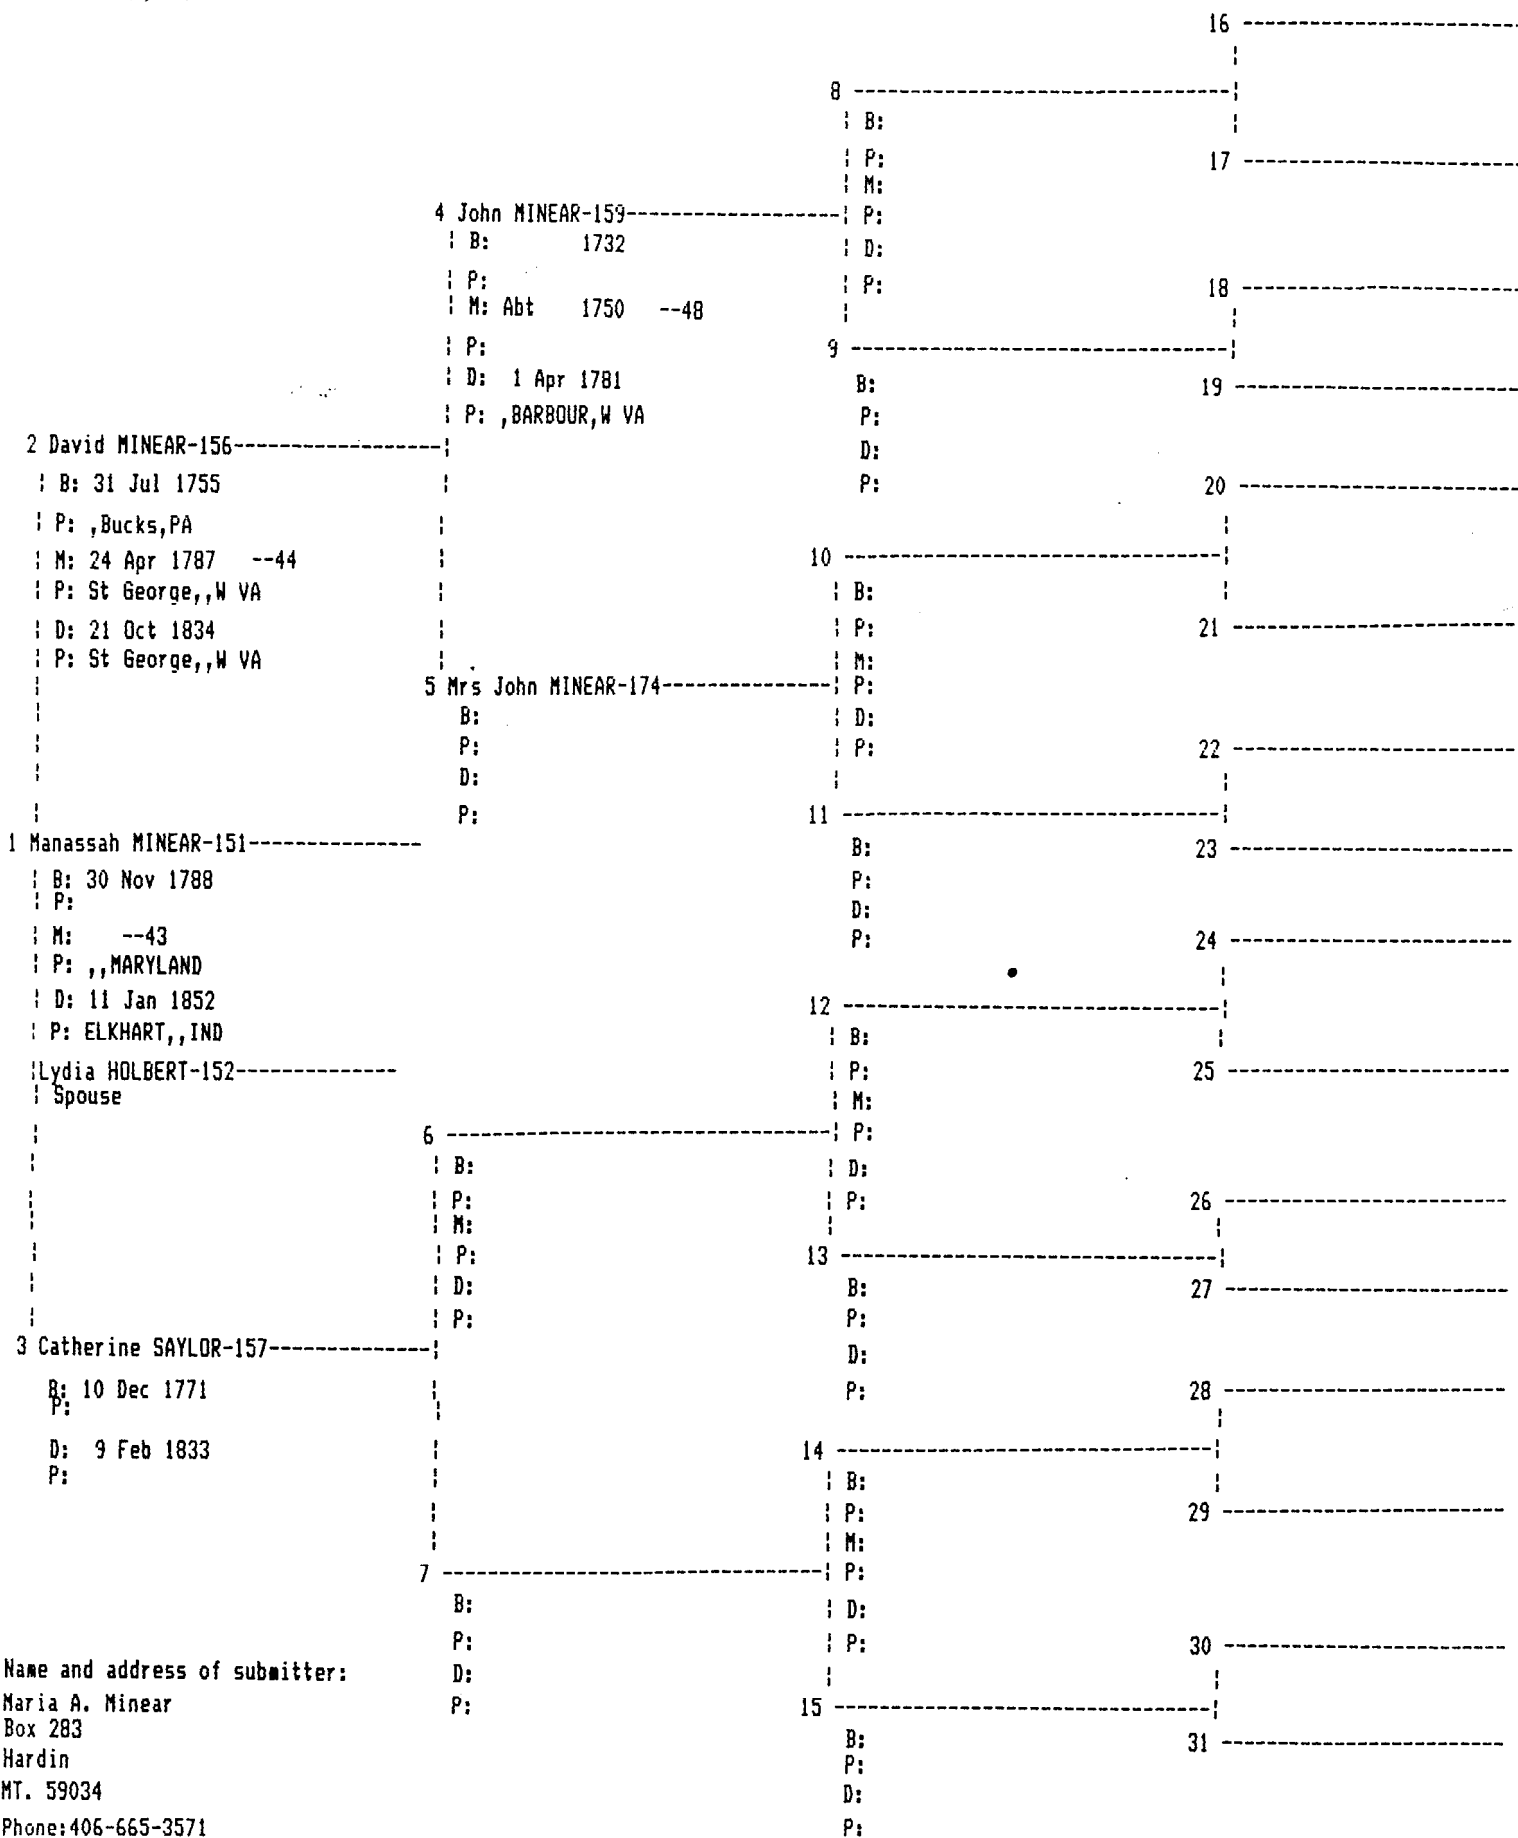 16
8
B:
P:
17
M:
4 John MINEAR-159
P:
B: 1732
D:
P:
P:
18
M: Abt 1750 --48
P:
9
D: 1 Apr 1781
B:
19
P: ,BARBOUR,W VA
P:
2 David MINEAR-156
D:
B: 31 Jul 1755
P:
20
P: ,Bucks,PA
M: 24 Apr 1787 --44
10
P: St George,,W VA
B:
D: 21 Oct 1834
P:
21
P: St George,,W VA
M:
5 Mrs John MINEAR-174
P:
B:
D:
P:
P:
22
D:
P:
11
1 Manassah MINEAR-151
B:
23
B: 30 Nov 1788
P:
P:
D:
M: --43
P:
24
P: ,,MARYLAND
D: 11 Jan 1852
12
P: ELKHART,,IND
B:
Lydia HOLBERT-152
P:
25
Spouse
M:
6
P:
B:
D:
P:
P:
26
M:
P:
13
D:
B:
27
P:
P:
3 Catherine SAYLOR-157
D:
B: 10 Dec 1771
P:
28
P:
D: 9 Feb 1833
14
P:
B:
P:
29
M:
7
P:
B:
D:
P:
P:
30
Name and address of submitter:
D:
Maria A. Minear
P:
15
Box 283
B:
31
Hardin
P:
MT. 59034
D:
Phone:406-665-3571
P: